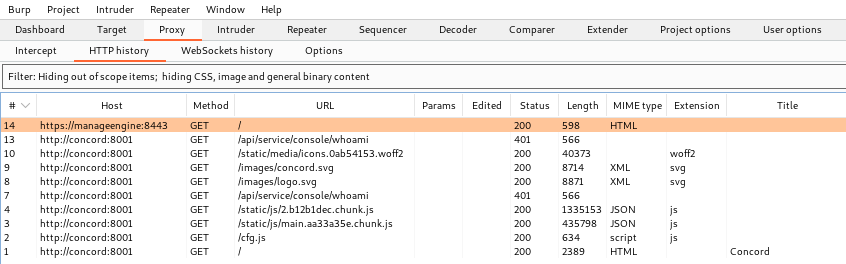 Burp Project Intruder Repeater Window Help
Dashboard Target Proxy Intruder Repeater Sequencer Decoder Comparer Extender Project options User options
Intercept HTTP history WebSockets history Options
Filter: Hiding out of scope items; hiding CSS, image and general binary content
# Host Method URL Params Edited Status Length MIME type Extension Title
14 https://manageengine:8443 GET / 200 598 HTML
13 http://concord:8001 GET /api/service/console/whoami 401 566
10 http://concord:8001 GET /static/media/icons.0ab54153.woff2 200 40373 woff2
9 http://concord:8001 GET /images/concord.svg 200 8714 XML svg
8 http://concord:8001 GET /images/logo.svg 200 8871 XML svg
7 http://concord:8001 GET /api/service/console/whoami 401 566
4 http://concord:8001 GET /static/js/2.b12b1dec.chunk.js 200 1335153 JSON js
3 http://concord:8001 GET /static/js/main.aa33a35e.chunk.js 200 435798 JSON js
2 http://concord:8001 GET /cfg.js 200 634 script js
1 http://concord:8001 GET / 200 2389 HTML Concord